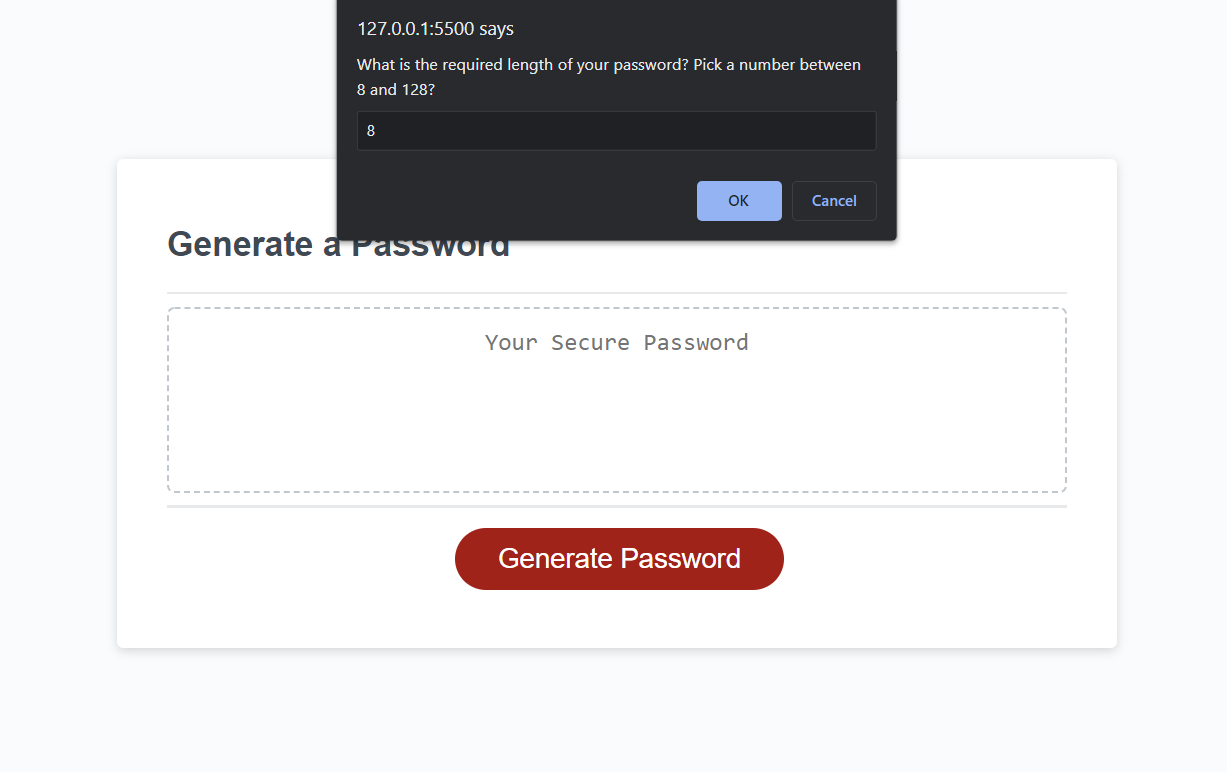 127.0.0.1:5500 says
What is the required length of your password? Pick a number between
8 and 128?
8
OK
Cancel
Generate a Password
Your Secure Password
Generate Password